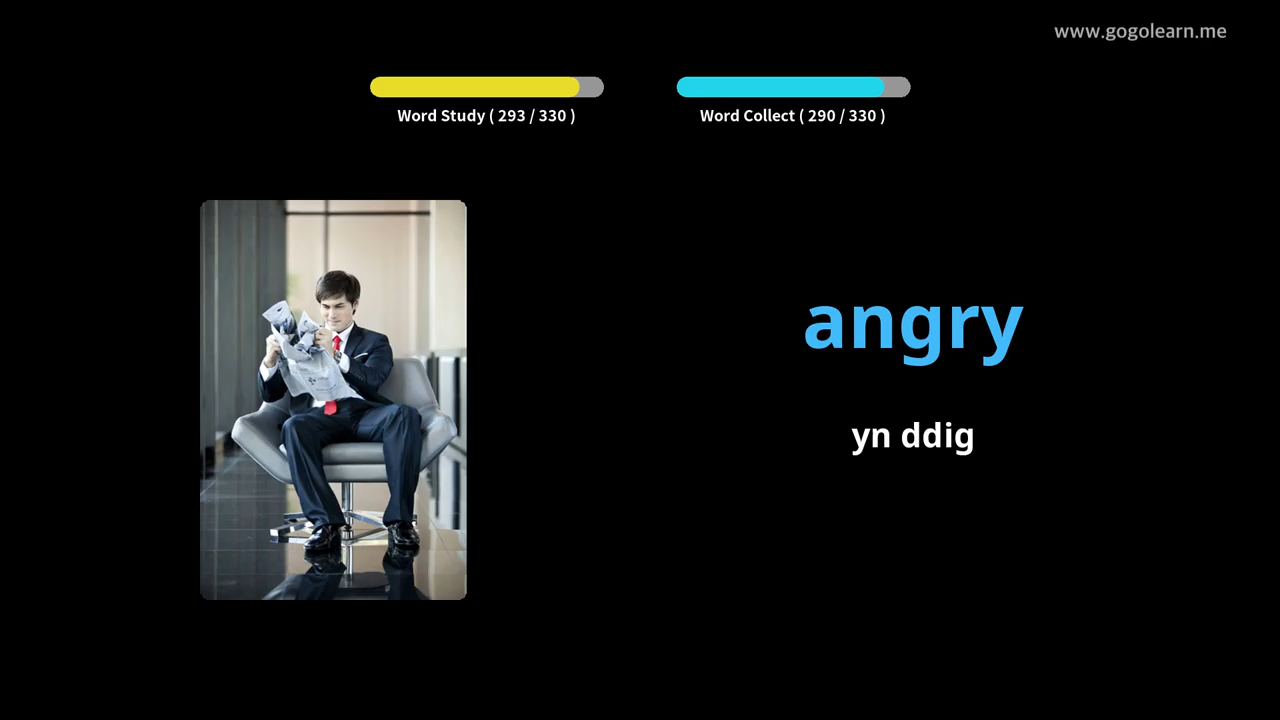 www.gogolearn.me
Word Study ( 293 / 330 )
Word Collect ( 290 / 330 )
angry
yn ddig